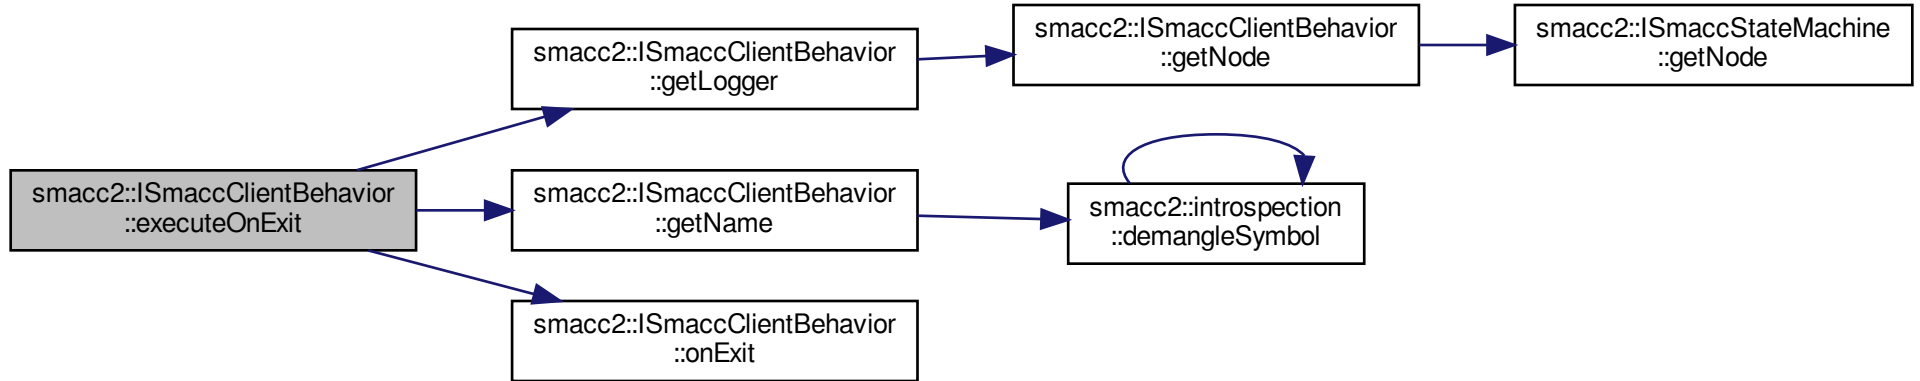 smacc2::ISmaccClientBehavior
::executeOnExit
smacc2::ISmaccClientBehavior
::getLogger
smacc2::ISmaccClientBehavior
::getNode
smacc2::ISmaccStateMachine
::getNode
smacc2::ISmaccClientBehavior
::getName
smacc2::introspection
::demangleSymbol
smacc2::ISmaccClientBehavior
::onExit